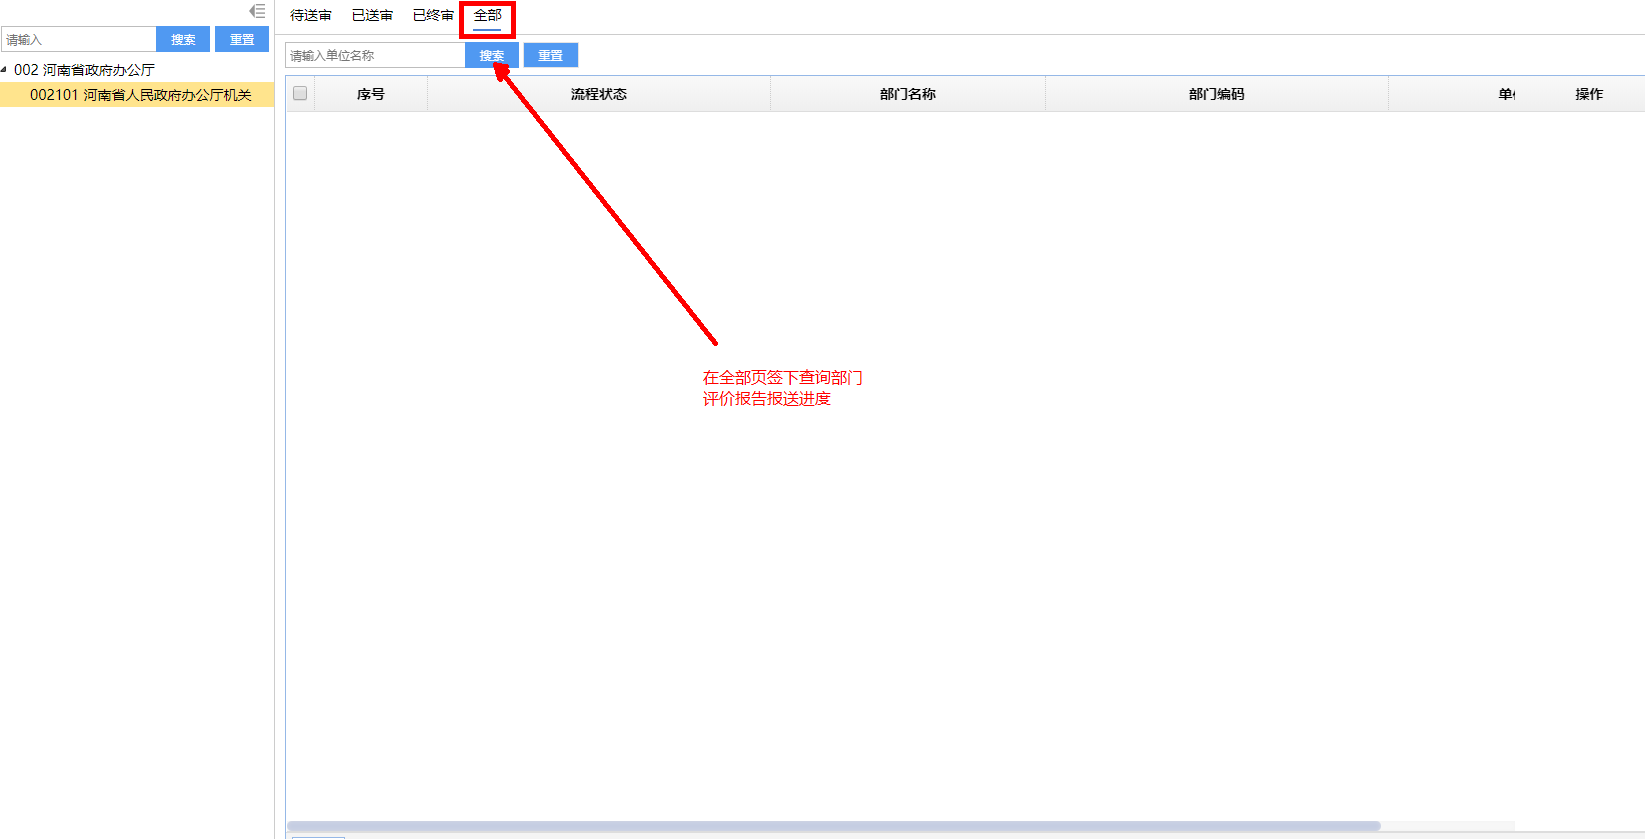 请输入
搜索
重置
002 河南省政府办公厅
002101 河南省人民政府办公厅机关
待送审
已送审
已终审
全部
请输入单位名称
搜索
重置
序号
流程状态
部门名称
部门编码
单
操作
在全部页签下查询部门
评价报告报送进度